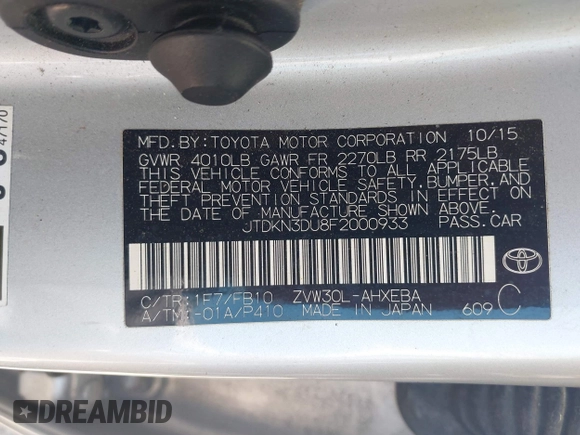 47170
MFD. BY: TOYOTA MOTOR CORPORATION 10/15
GVWR 4010LB GAWR FR 2270LB RR 2175LB
THIS VEHICLE CONFORMS TO ALL APPLICABLE
FEDERAL MOTOR VEHICLE SAFETY, BUMPER, AND
THEFT PREVENTION STANDARDS IN EFFECT ON
THE DATE OF MANUFACTURE SHOWN ABOVE.
JTDKN3DU8F2000933 PASS.CAR
C/TR: 1F7/FB10 ZVW30L-AHXEBA C
A/TM: -01A/P410 MADE IN JAPAN 609
DREAMBID